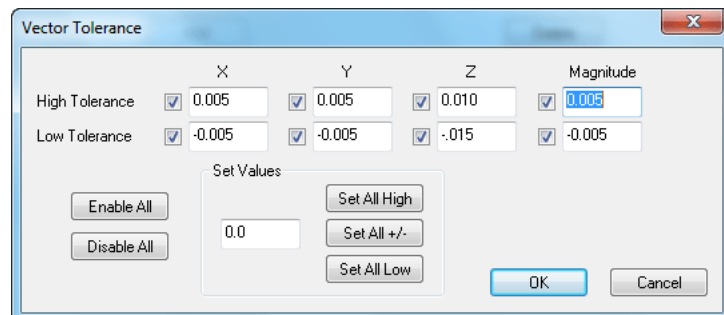 Vector Tolerance
X Y Z Magnitude
High Tolerance 0.005 0.005 0.010 0.005
Low Tolerance -0.005 -0.005 -.015 -0.005
Set Values
Enable All
Disable All
0.0
Set All High
Set All +/-
Set All Low
OK Cancel